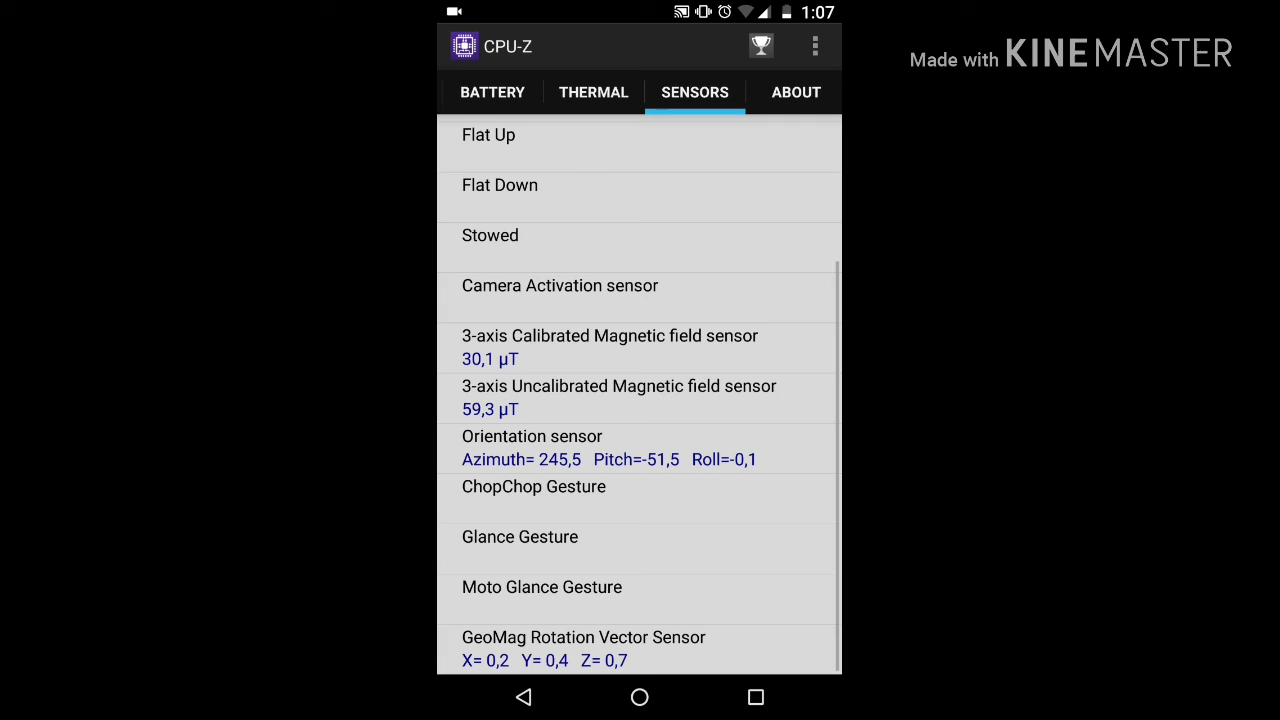 1:07
CPU-Z
Made with KINEMASTER
BATTERY THERMAL SENSORS ABOUT
Flat Up
Flat Down
Stowed
Camera Activation sensor
3-axis Calibrated Magnetic field sensor
30,1 µT
3-axis Uncalibrated Magnetic field sensor
59,3 µT
Orientation sensor
Azimuth= 245,5 Pitch=-51,5 Roll=-0,1
ChopChop Gesture
Glance Gesture
Moto Glance Gesture
GeoMag Rotation Vector Sensor
X= 0,2 Y= 0,4 Z= 0,7